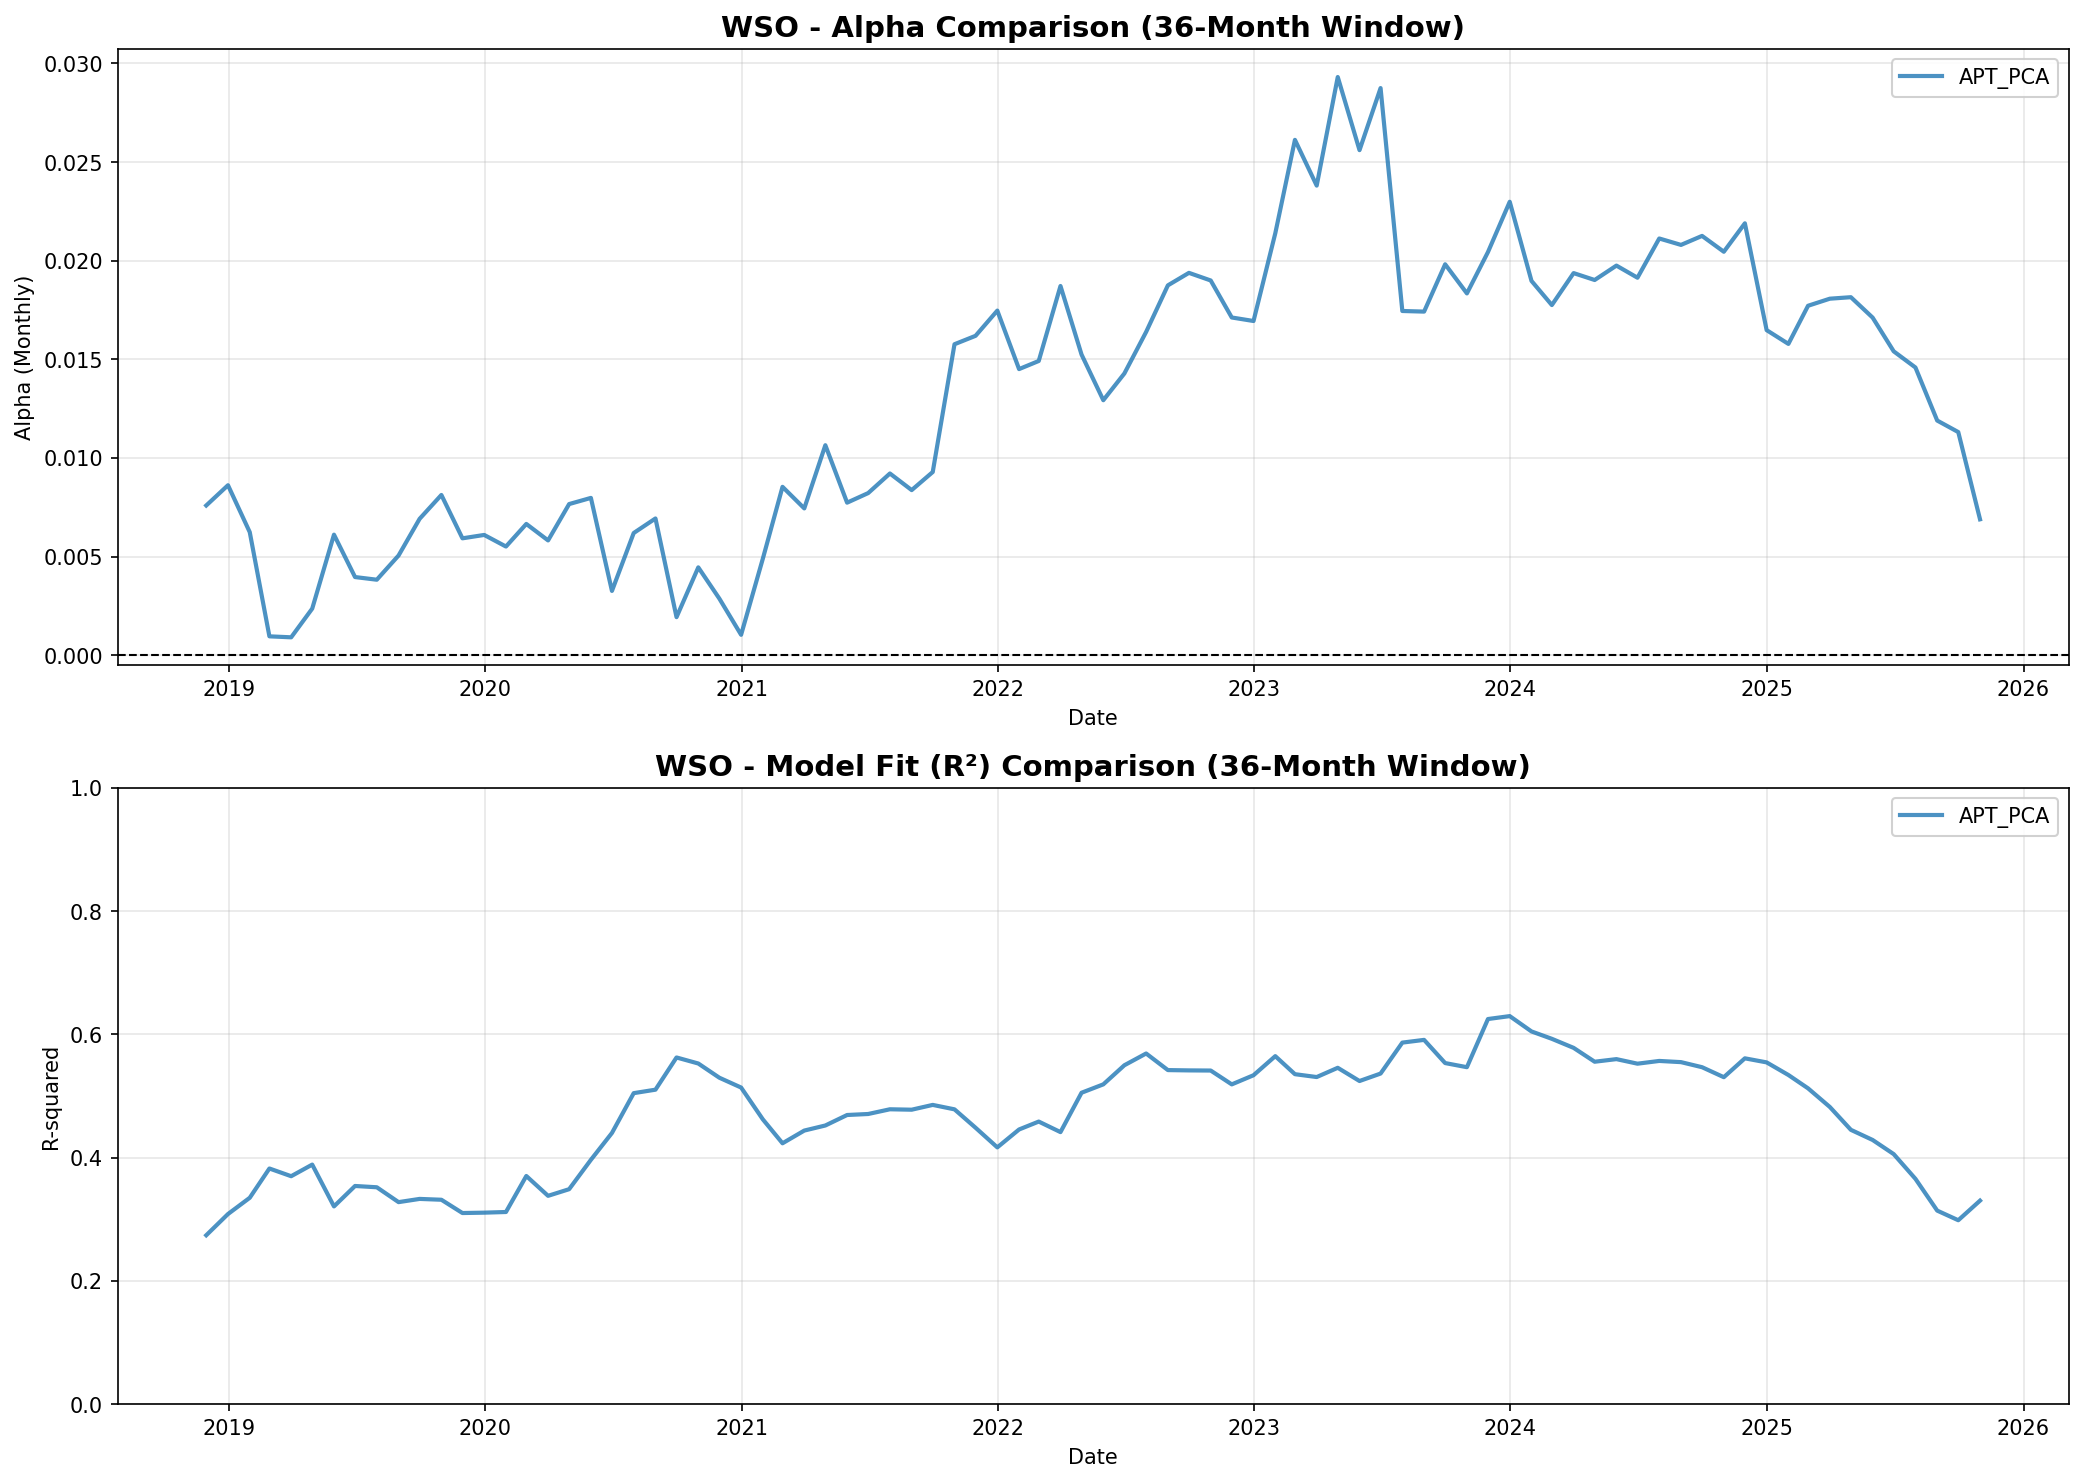 WSO - Alpha Comparison (36-Month Window)
APT_PCA
Alpha (Monthly)
0.030
0.025
0.020
0.015
0.010
0.005
0.000
2019 2020 2021 2022 2023 2024 2025 2026
Date
WSO - Model Fit (R²) Comparison (36-Month Window)
APT_PCA
R-squared
1.0
0.8
0.6
0.4
0.2
0.0
2019 2020 2021 2022 2023 2024 2025 2026
Date